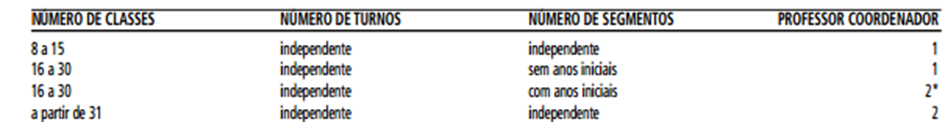 NÚMERO DE CLASSES NÚMERO DE TURNOS NÚMERO DE SEGMENTOS PROFESSOR COORDENADOR
8 a 15 independente independente 1
16 a 30 independente sem anos iniciais 1
16 a 30 independente com anos iniciais 2*
a partir de 31 independente independente 2